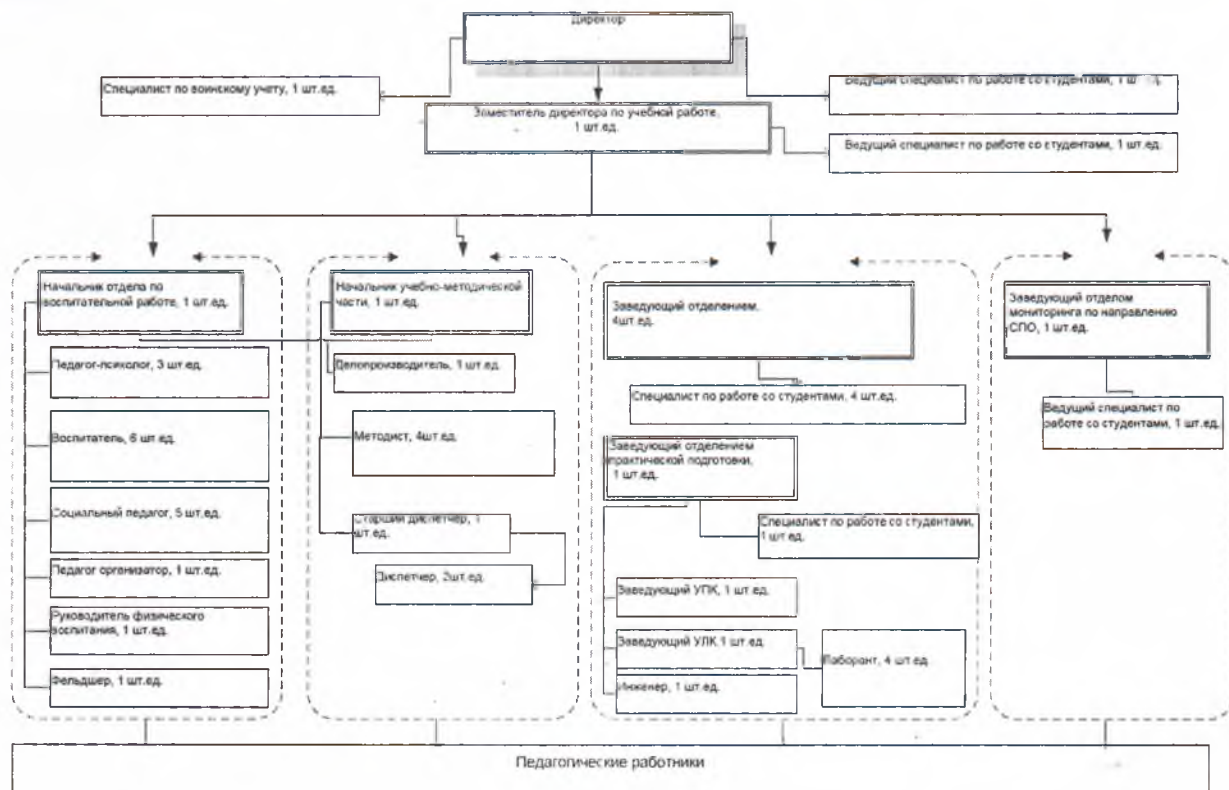 Директор
Специалист по воинскому учету, 1 шт.ед.
Ведущий специалист по работе со студентами, 1 шт.ед.
Заместитель директора по учебной работе,
1 шт.ед.
Ведущий специалист по работе со студентами, 1 шт.ед.
Начальник отдела по
воспитательной работе, 1 шт.ед.
Педагог-психолог, 3 шт.ед.
Воспитатель, 6 шт.ед.
Социальный педагог, 5 шт.ед.
Педагог организатор, 1 шт.ед.
Руководитель физического
воспитания, 1 шт.ед.
Фельдшер, 1 шт.ед.
Начальник учебно-методической
части, 1 шт.ед.
Делопроизводитель, 1 шт.ед.
Методист, 4шт.ед.
Старший диспетчер, 1
шт.ед.
Диспетчер, 2шт.ед.
Заведующий отделением,
4шт.ед.
Специалист по работе со студентами, 4 шт.ед.
Заведующий отделением
практической подготовки,
1 шт.ед.
Специалист по работе со студентами,
1 шт.ед.
Заведующий УПК, 1 шт.ед.
Заведующий УЛК 1 шт.ед.
Лаборант, 4 шт.ед.
Инженер, 1 шт.ед.
Заведующий отделом
мониторинга по направлению
СПО, 1 шт.ед.
Ведущий специалист по
работе со студентами, 1 шт.ед.
Педагогические работники